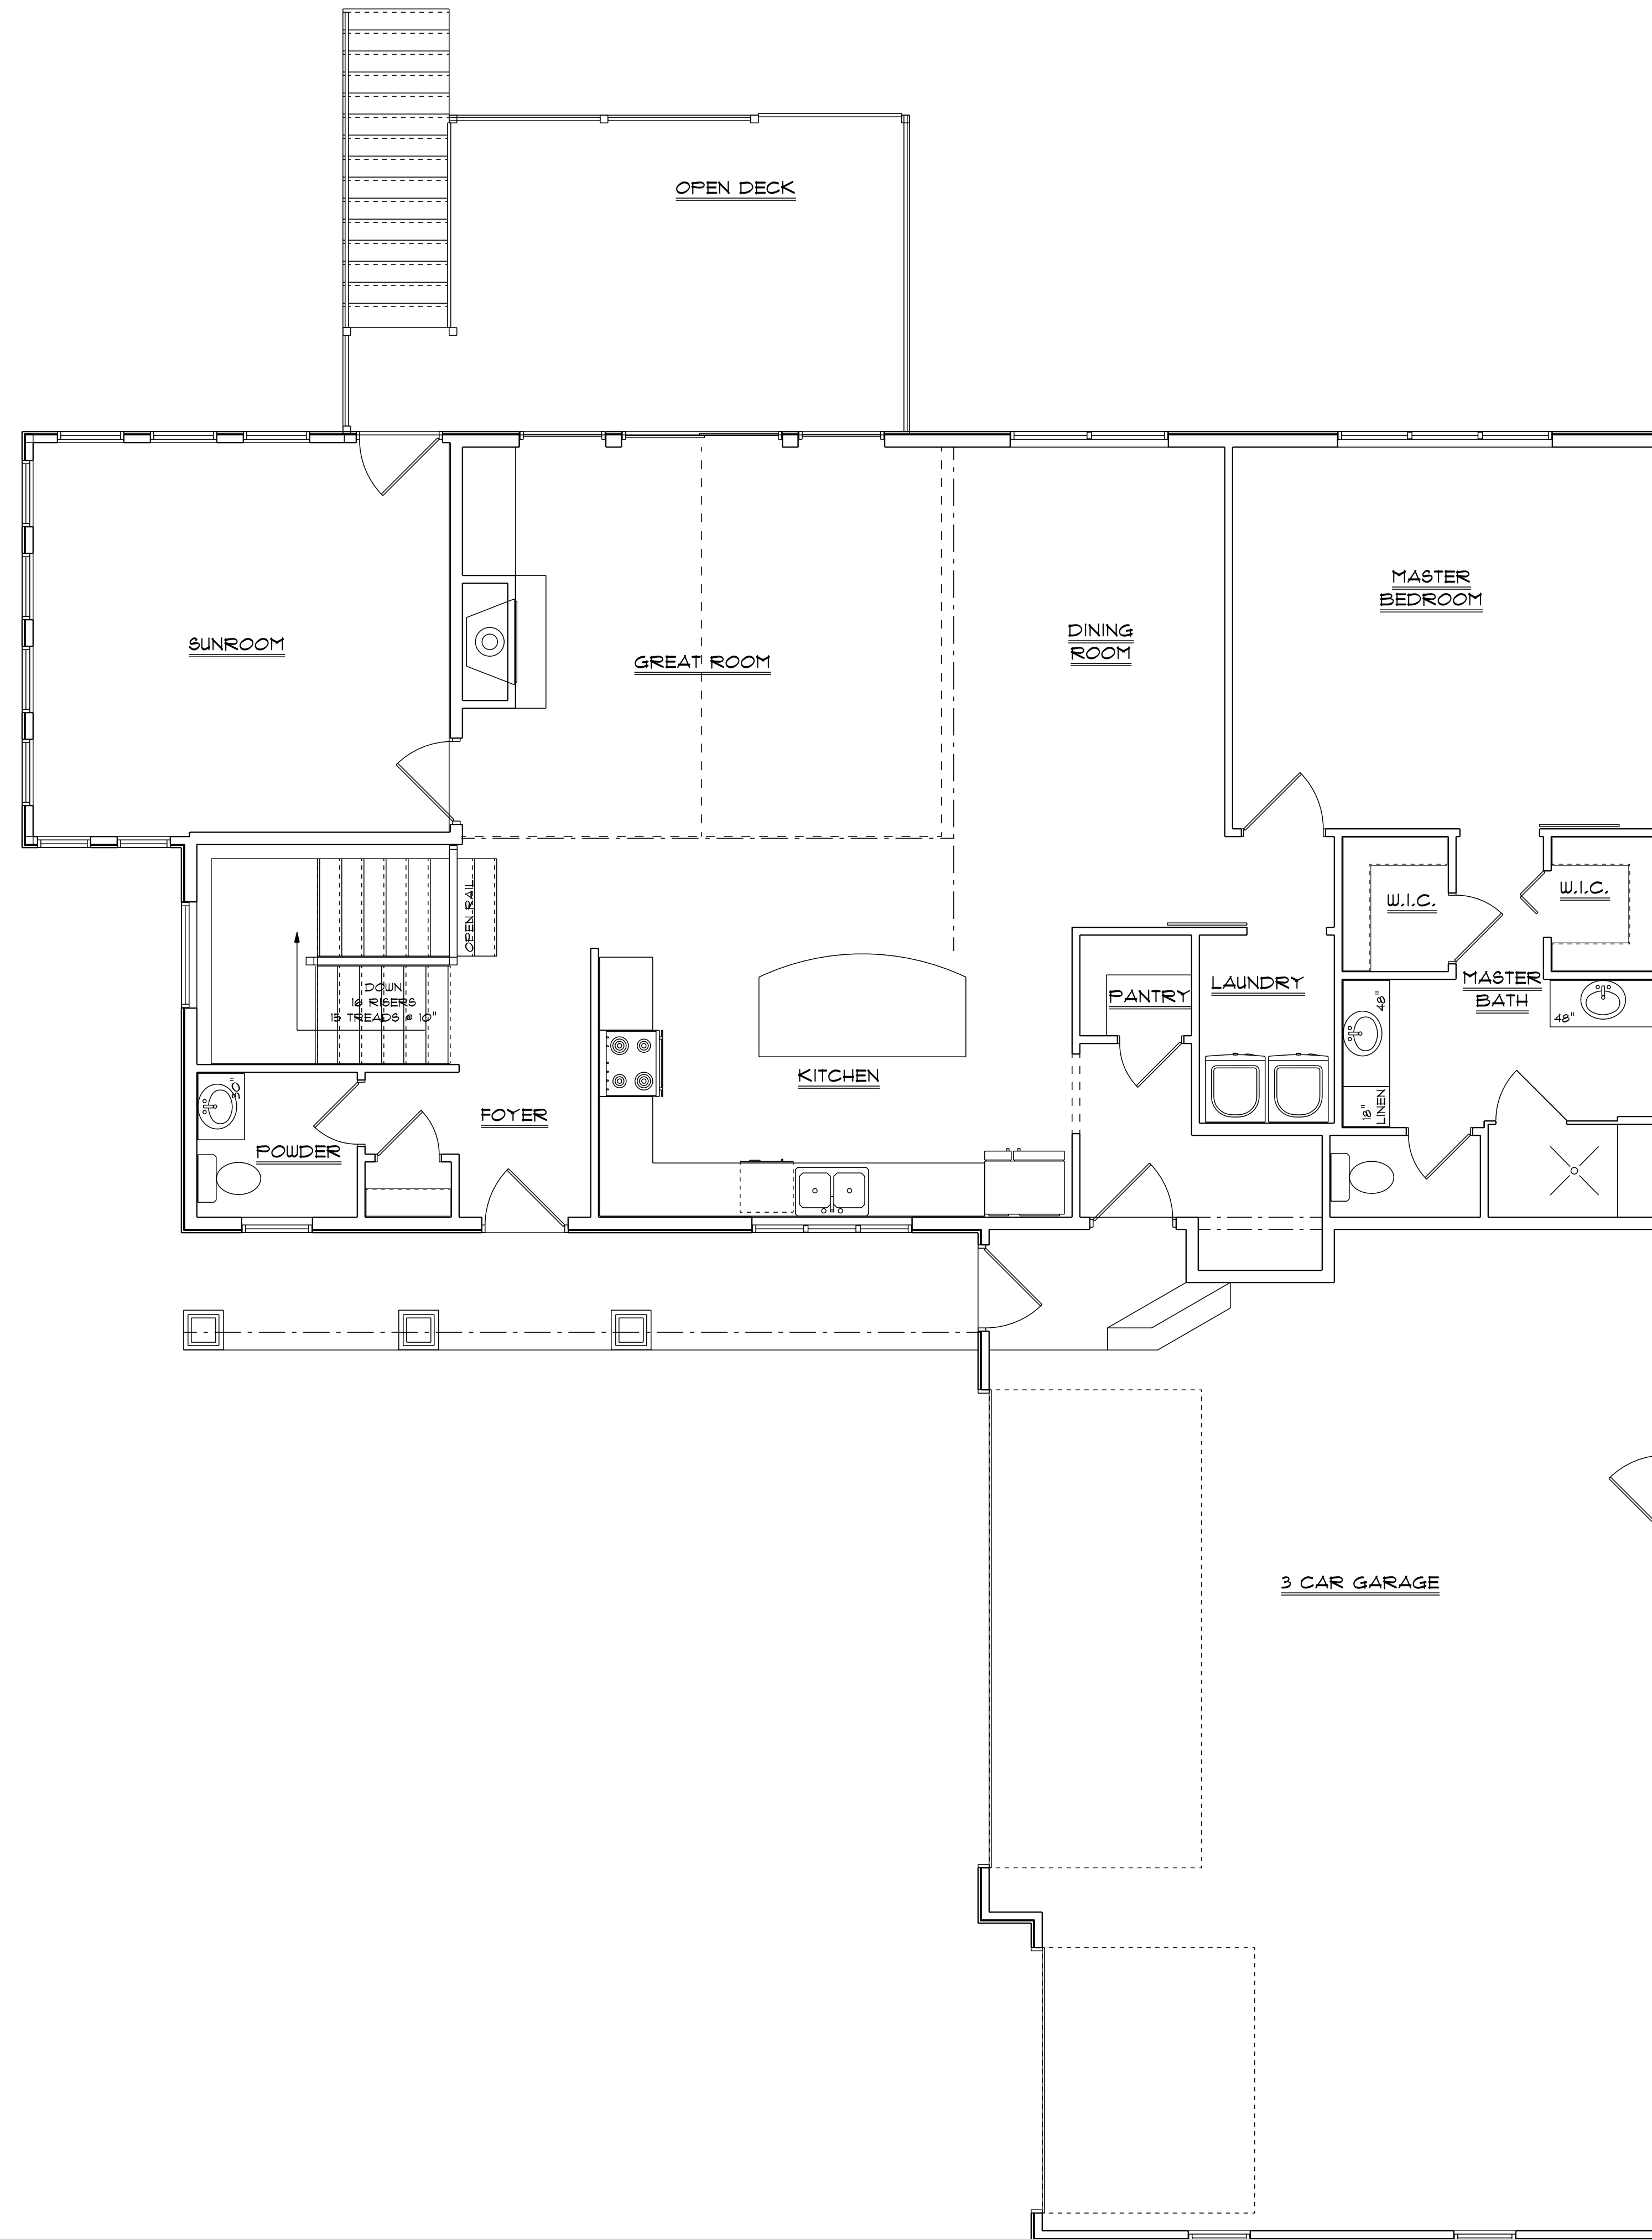 OPEN DECK
SUNROOM
GREAT ROOM
DINING
ROOM
MASTER
BEDROOM
OPEN RAIL
DOWN
16 RISERS
15 TREADS @ 10"
W.I.C.
W.I.C.
PANTRY
LAUNDRY
MASTER
BATH
48"
48"
18"
LINEN
KITCHEN
FOYER
30"
POWDER
3 CAR GARAGE